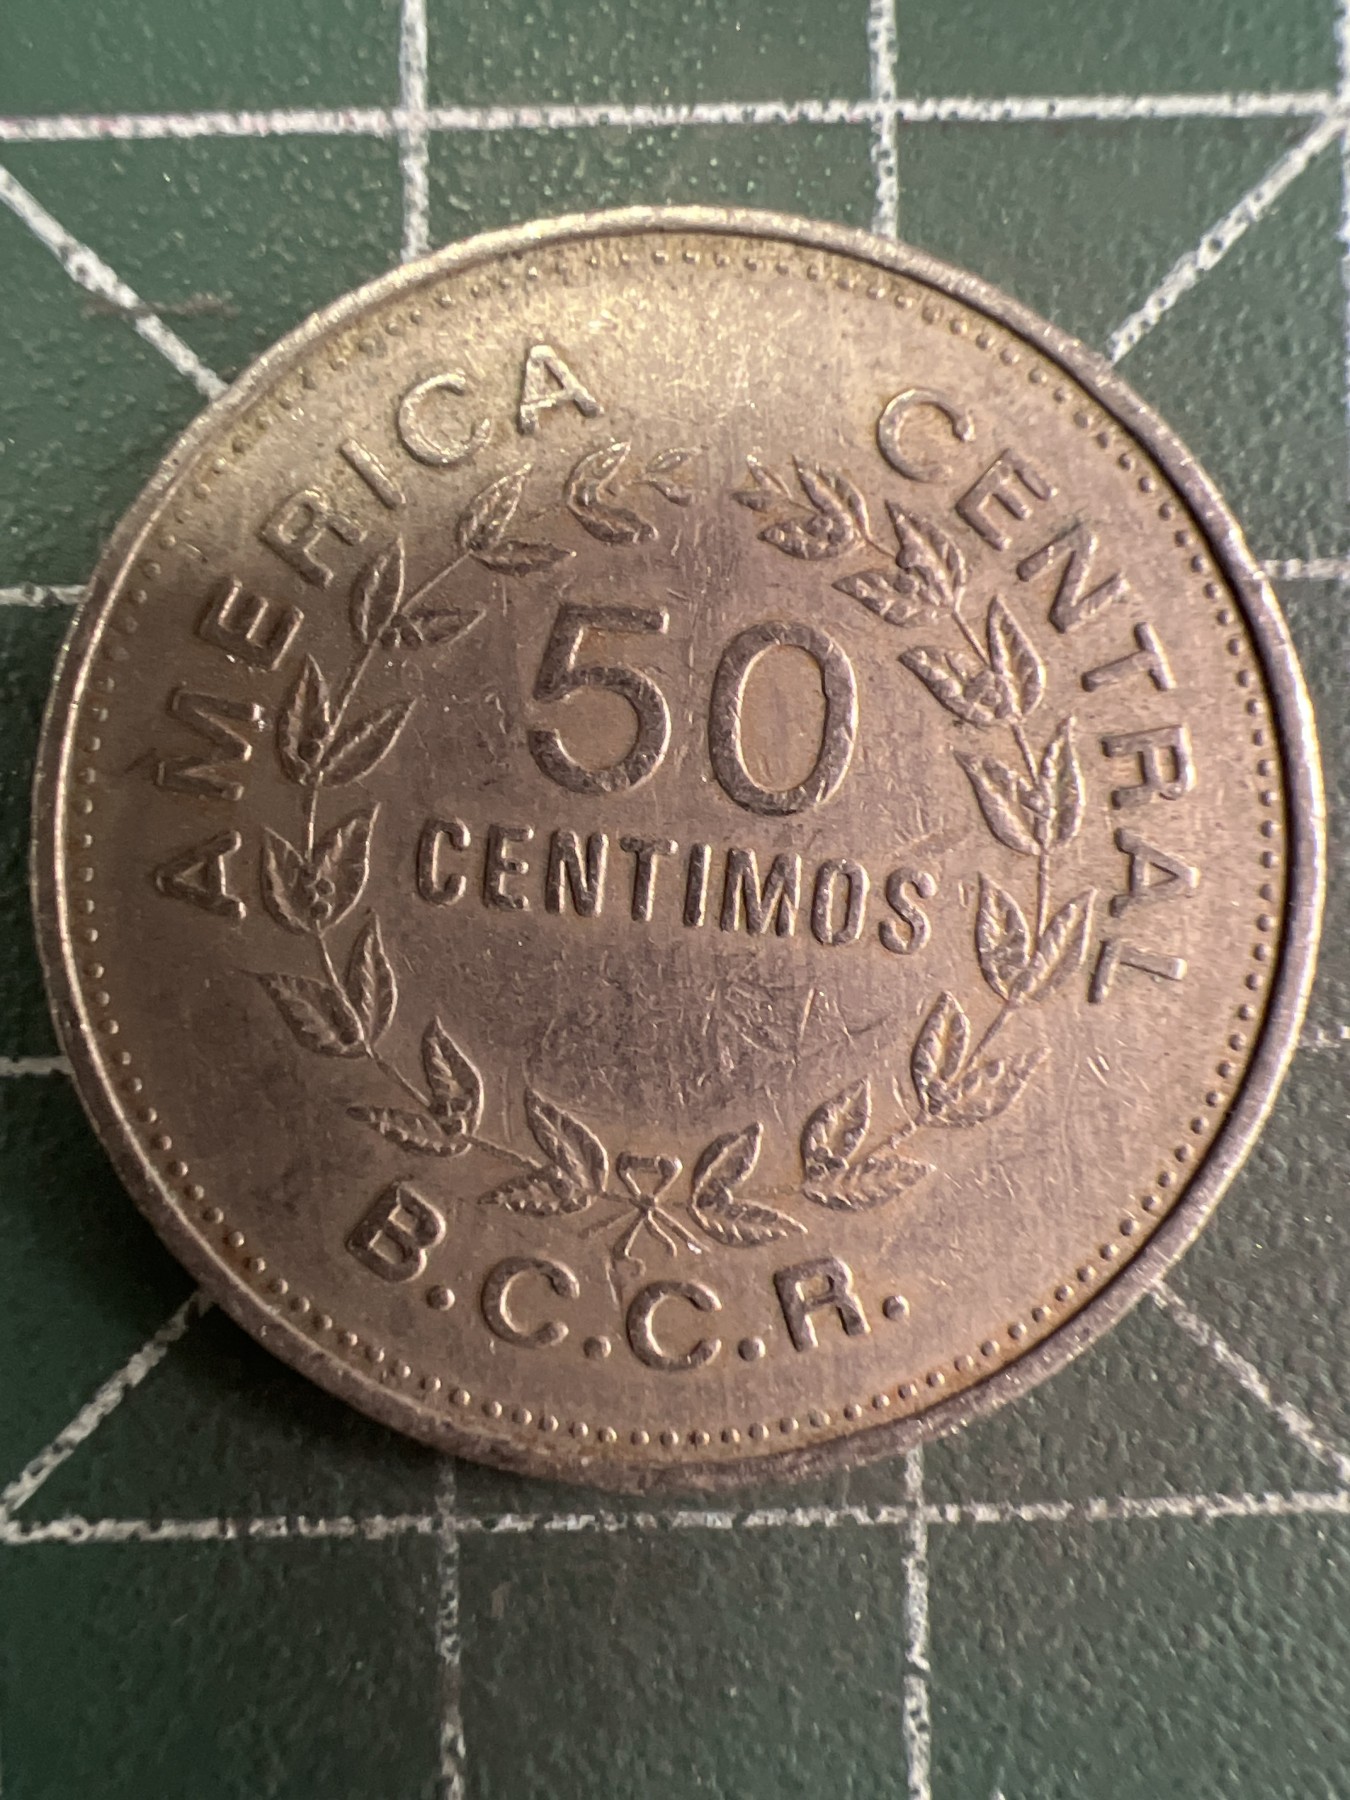 AMERICA CENTRAL
50
CENTIMOS
B.C.C.R.